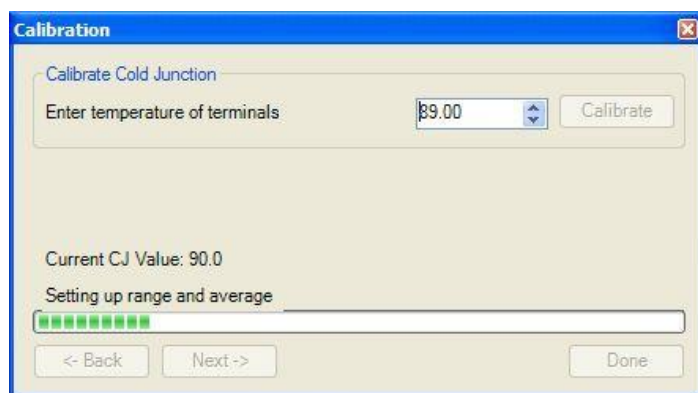 Calibration
Calibrate Cold Junction
Enter temperature of terminals 89.00 Calibrate
Current CJ Value: 90.0
Setting up range and average
<- Back Next -> Done